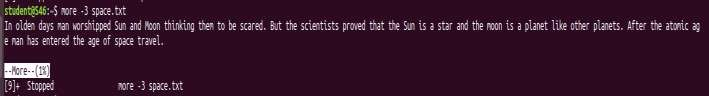 student@546:~$ more -3 space.txt
In olden days man worshipped Sun and Moon thinking them to be scared. But the scientists proved that the Sun is a star and the moon is a planet like other planets. After the atomic ag
e man has entered the age of space travel.
--More--(1%)
[9]+  Stopped                 more -3 space.txt